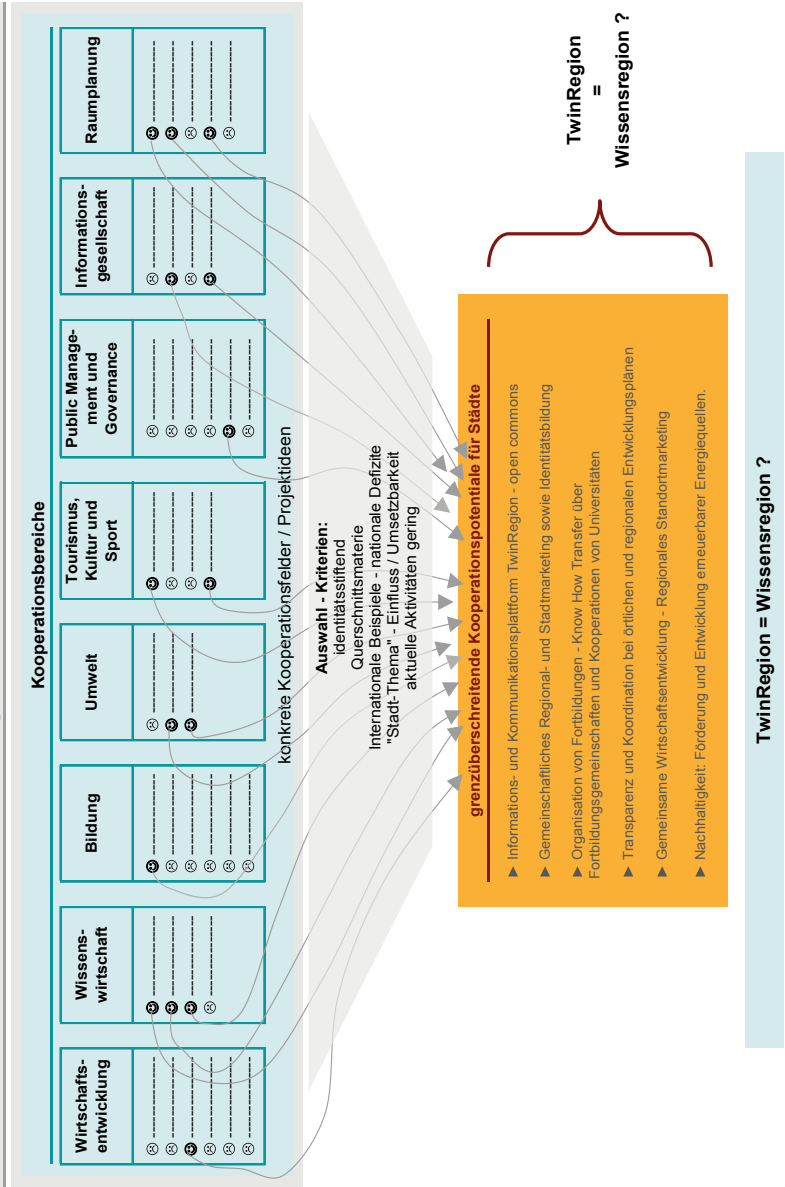 Kooperationsbereiche
Wirtschafts-
entwicklung
Wissens-
wirtschaft
Bildung
Umwelt
Tourismus,
Kultur und
Sport
Public Manage-
ment und
Governance
Informations-
gesellschaft
Raumplanung
konkrete Kooperationsfelder / Projektideen
Auswahl - Kriterien:
identitätsstiftend
Querschnittsmaterie
Internationale Beispiele - nationale Defizite
"Stadt-Thema" - Einfluss / Umsetzbarkeit
aktuelle Aktivitäten gering
grenzüberschreitende Kooperationspotentiale für Städte
► Informations- und Kommunikationsplattform TwinRegion - open commons
► Gemeinschaftliches Regional- und Stadtmarketing sowie Identitätsbildung
► Organisation von Fortbildungen - Know How Transfer über
Fortbildungsgemeinschaften und Kooperationen von Universitäten
► Transparenz und Koordination bei örtlichen und regionalen Entwicklungsplänen
► Gemeinsame Wirtschaftsentwicklung - Regionales Standortmarketing
► Nachhaltigkeit: Förderung und Entwicklung erneuerbarer Energiequellen.
TwinRegion
=
Wissensregion ?
TwinRegion = Wissensregion ?